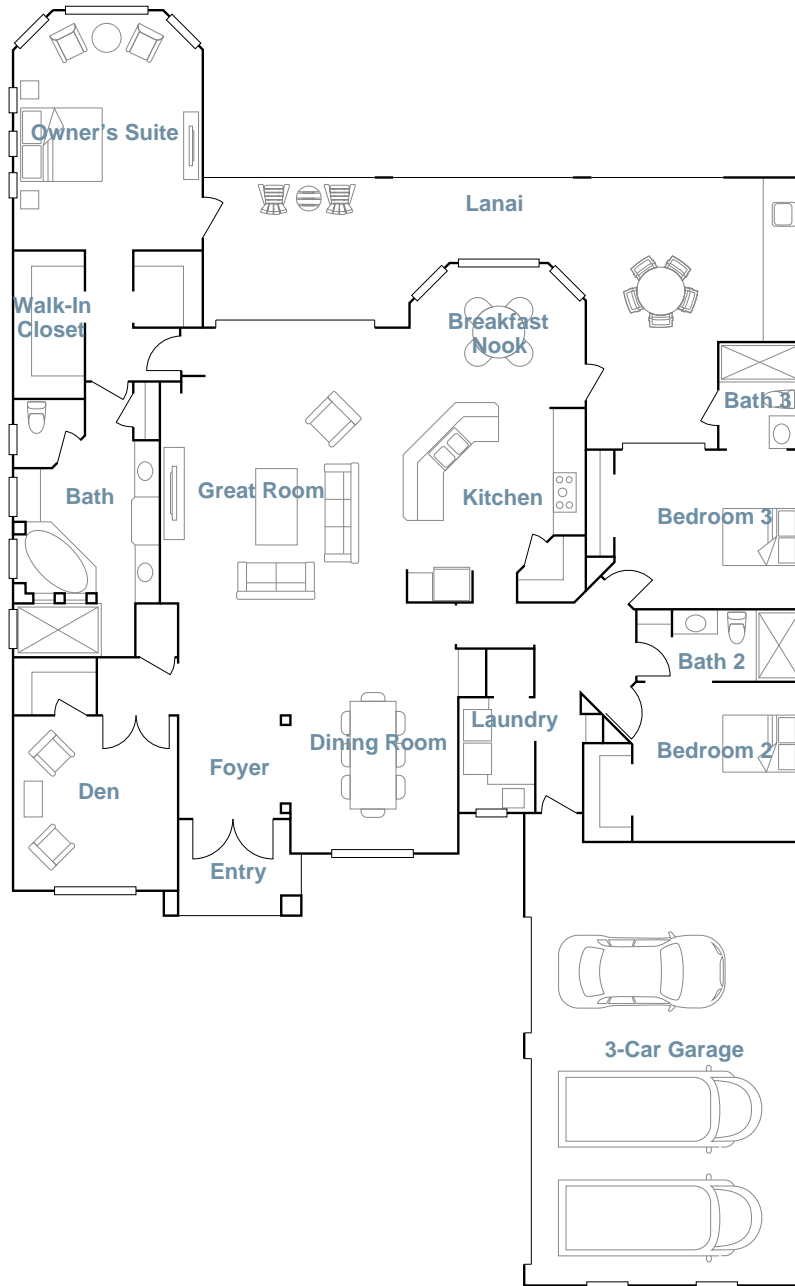 Owner's Suite
Lanai
Walk-In
Closet
Breakfast
Nook
Bath 3
Great Room
Bath
Kitchen
Bedroom 3
Bath 2
Laundry
Dining Room
Bedroom 2
Foyer
Den
Entry
3-Car Garage